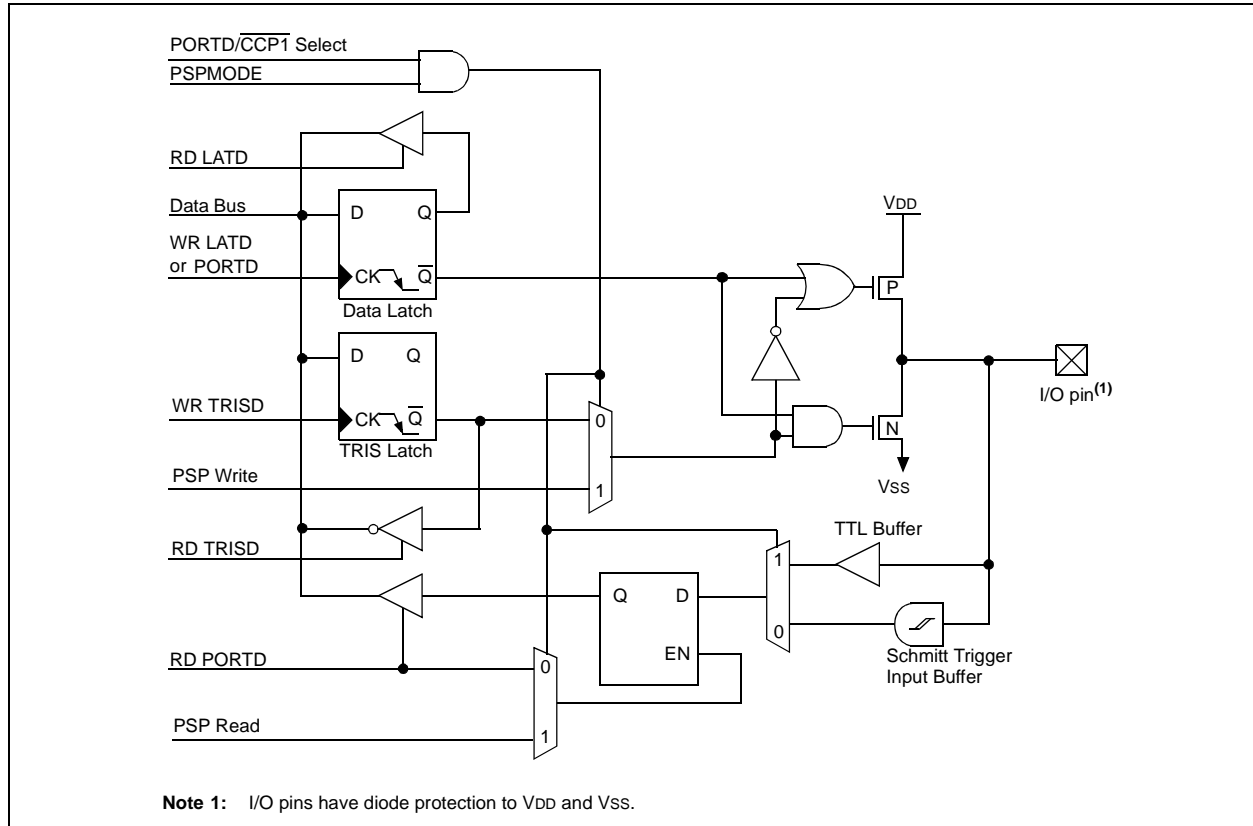 PORTD/CCP1 Select
PSPMODE
RD LATD
Data Bus
D
Q
WR LATD
or PORTD
CK
Q
Data Latch
VDD
P
D
Q
WR TRISD
CK
Q
TRIS Latch
0
1
N
I/O pin(1)
PSP Write
VSS
RD TRISD
TTL Buffer
1
0
Q
D
EN
RD PORTD
0
1
Schmitt Trigger
Input Buffer
PSP Read
Note 1: I/O pins have diode protection to VDD and VSS.